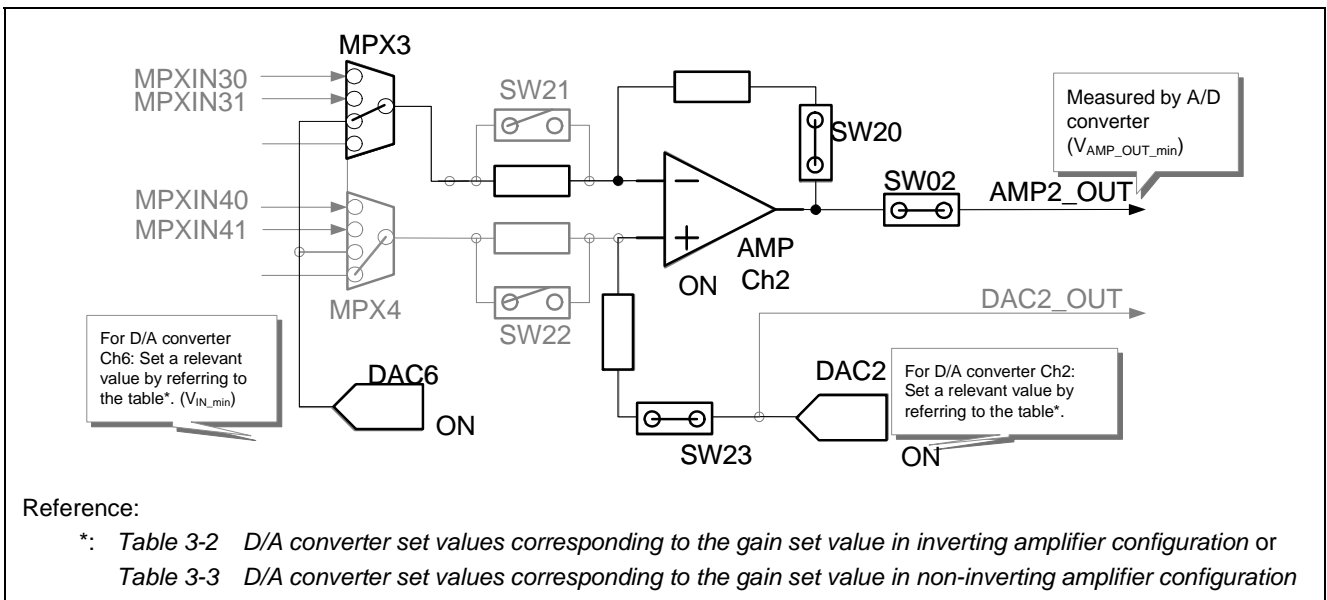 MPX3
MPXIN30
MPXIN31
SW21
SW20
Measured by A/D
converter
(VAMP_OUT_min)
SW02
AMP2_OUT
MPXIN40
MPXIN41
AMP
Ch2
ON
MPX4
SW22
DAC2_OUT
For D/A converter
Ch6: Set a relevant
value by referring to
the table*. (VIN_min)
DAC6
ON
SW23
DAC2
ON
For D/A converter Ch2:
Set a relevant value by
referring to the table*.
Reference:
*: Table 3-2 D/A converter set values corresponding to the gain set value in inverting amplifier configuration or
Table 3-3 D/A converter set values corresponding to the gain set value in non-inverting amplifier configuration